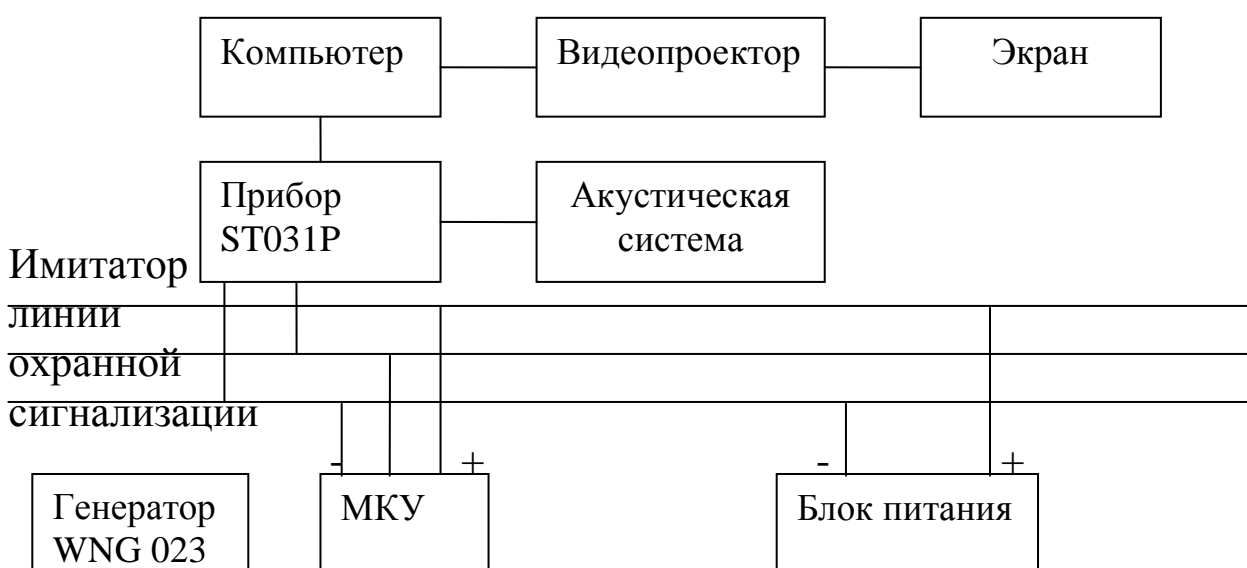 Компьютер
Видеопроектор
Экран
Прибор
ST031P
Акустическая
система
Имитатор
линии
охранной
сигнализации
-
+
-
+
Генератор
WNG 023
МКУ
Блок питания